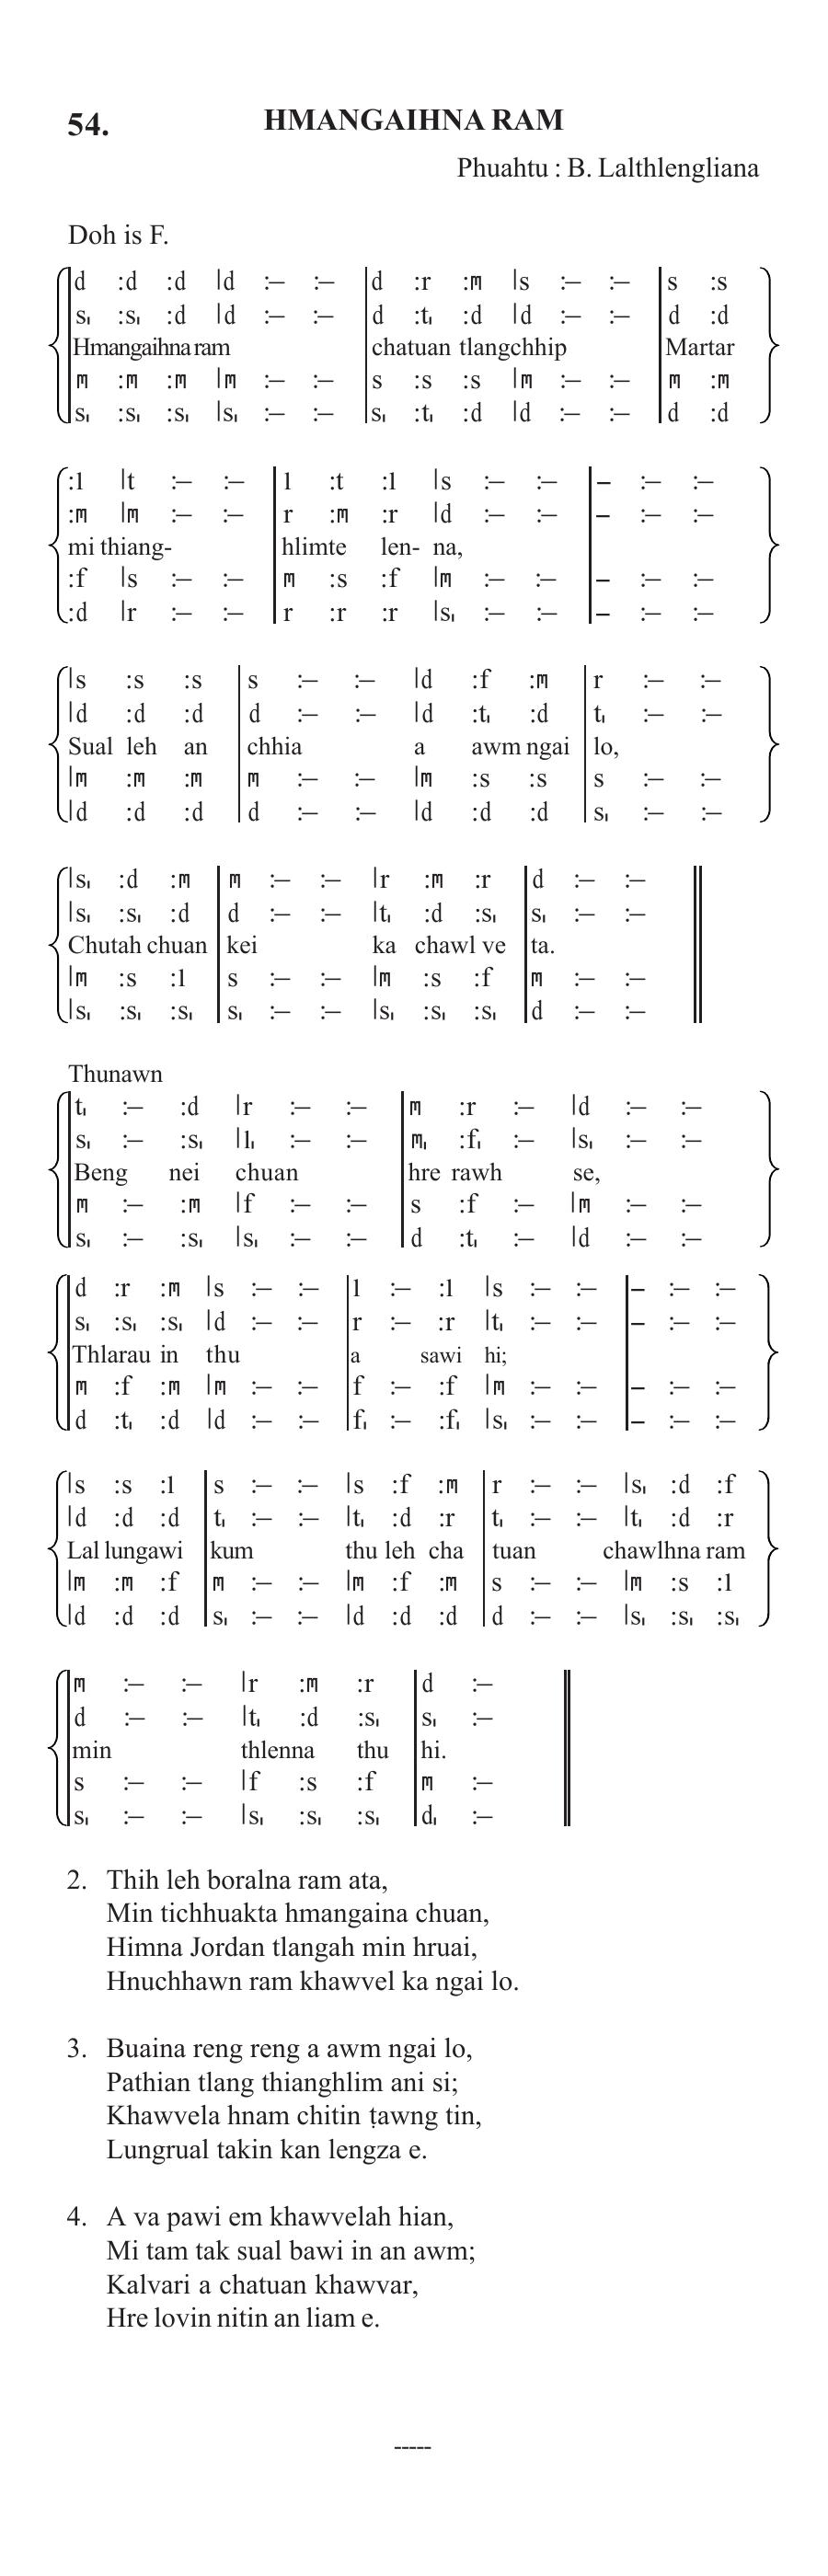 54. HMANGAIHNA RAM
Phuahtu : B. Lalthlengliana
Doh is F.
d :d :d |d :– :– | d :r :m |s :– :– | s :s
s, :s, :d |d :– :– | d :t, :d |d :– :– | d :d
Hmangaihna ram chatuan tlangchhip Martar
m :m :m |m :– :– | s :s :s |m :– :– | m :m
s, :s, :s, |s, :– :– | s, :t, :d |d :– :– | d :d
:l |t :– :– | l :t :l |s :– :– | – :– :–
:m |m :– :– | r :m :r |d :– :– | – :– :–
mi thiang- hlimte len- na,
:f |s :– :– | m :s :f |m :– :– | – :– :–
:d |r :– :– | r :r :r |s, :– :– | – :– :–
|s :s :s | s :– :– |d :f :m | r :– :–
|d :d :d | d :– :– |d :t, :d | t, :– :–
Sual leh an chhia a awm ngai lo,
|m :m :m | m :– :– |m :s :s | s :– :–
|d :d :d | d :– :– |d :d :d | s, :– :–
|s, :d :m | m :– :– |r :m :r | d :– :– ||
|s, :s, :d | d :– :– |t, :d :s, | s, :– :– ||
Chutah chuan kei ka chawl ve ta.
|m :s :l | s :– :– |m :s :f | m :– :– ||
|s, :s, :s, | s, :– :– |s, :s, :s, | d :– :– ||
Thunawn
t, :– :d |r :– :– | m :r :– |d :– :–
s, :– :s, |l, :– :– | m, :f, :– |s, :– :–
Beng nei chuan hre rawh se,
m :– :m |f :– :– | s :f :– |m :– :–
s, :– :s, |s, :– :– | d :t, :– |d :– :–
d :r :m |s :– :– | l :– :l |s :– :– | – :– :–
s, :s, :s, |d :– :– | r :– :r |t, :– :– | – :– :–
Thlarau in thu a sawi hi;
m :f :m |m :– :– | f :– :f |m :– :– | – :– :–
d :t, :d |d :– :– | f, :– :f, |s, :– :– | – :– :–
|s :s :l | s :– :– |s :f :m | r :– :– |s, :d :f
|d :d :d | t, :– :– |t, :d :r | t, :– :– |t, :d :r
Lal lungawi kum thu leh cha tuan chawlhna ram
|m :m :f | m :– :– |m :f :m | s :– :– |m :s :l
|d :d :d | s, :– :– |d :d :d | d :– :– |s, :s, :s,
m :– :– |r :m :r | d :– ||
d :– :– |t, :d :s, | s, :– ||
min thlenna thu hi.
s :– :– |f :s :f | m :– ||
s, :– :– |s, :s, :s, | d, :– ||
2. Thih leh boralna ram ata,
Min tichhuakta hmangaina chuan,
Himna Jordan tlangah min hruai,
Hnuchhawn ram khawvel ka ngai lo.
3. Buaina reng reng a awm ngai lo,
Pathian tlang thianghlim ani si;
Khawvela hnam chitin ṭawng tin,
Lungrual takin kan lengza e.
4. A va pawi em khawvelah hian,
Mi tam tak sual bawi in an awm;
Kalvari a chatuan khawvar,
Hre lovin nitin an liam e.
-----